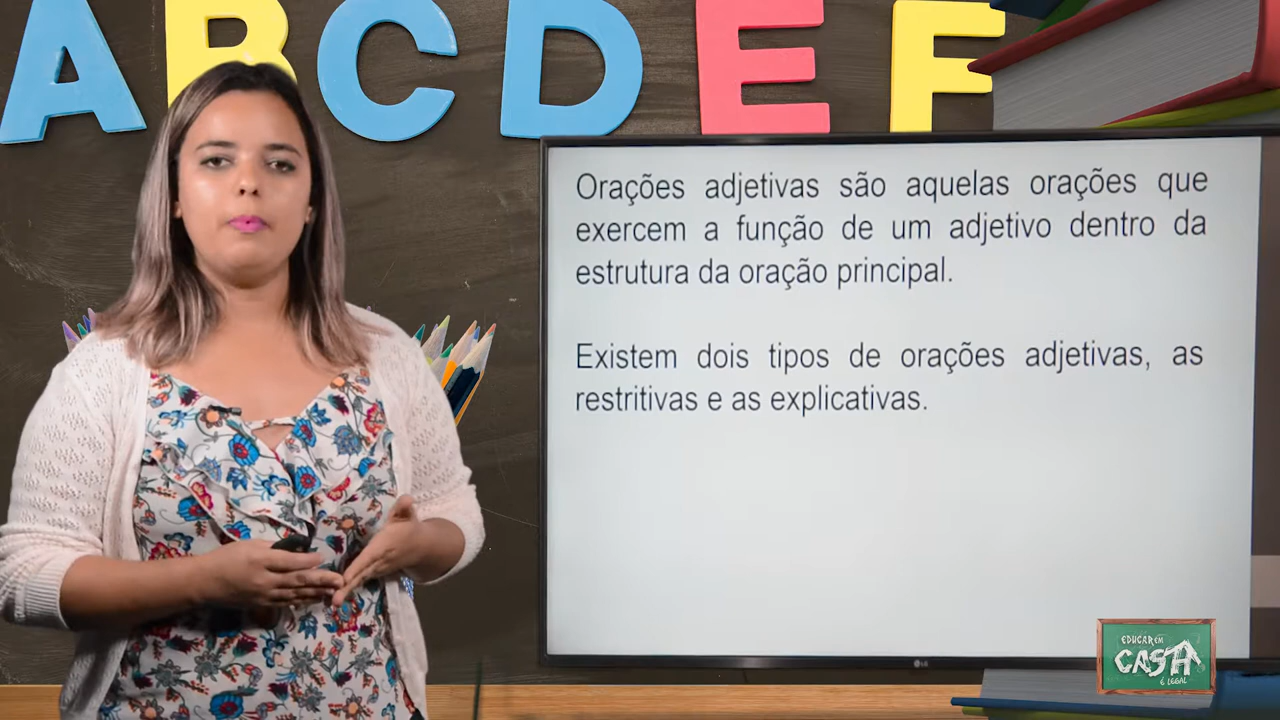 ABCDEF
Orações adjetivas são aquelas orações que
exercem a função de um adjetivo dentro da
estrutura da oração principal.
Existem dois tipos de orações adjetivas, as
restritivas e as explicativas.
LG
EDUCAR EM
CASA
É LEGAL